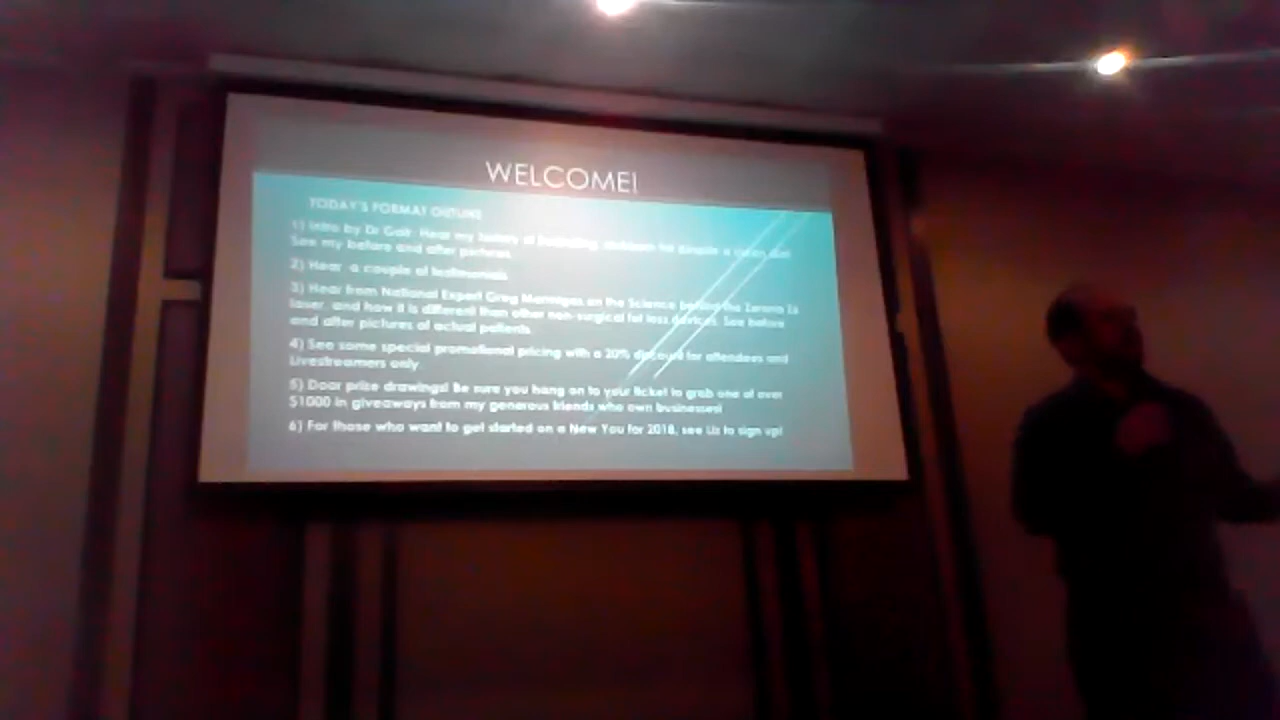 WELCOME!
TODAY'S FORMAT OUTLINE
1) Intro by Dr Galt: Hear my history of stubborn fat despite a clean diet
See my before and after pictures.
2) Hear a couple of testimonials
3) Hear from National Expert Greg on the Science behind the Zerona
laser and how it is different than other non-surgical fat loss devices. See before
and after pictures of actual patients.
4) See some special promotional pricing with a 20% discount for attendees and
Livestreamers only.
5) Door prize drawings! Be sure you hang on to your ticket to grab one of over
$1000 in giveaways from my generous friends who own businesses!
6) For those who want to get started on a New You for 2018, see Liz to sign up!